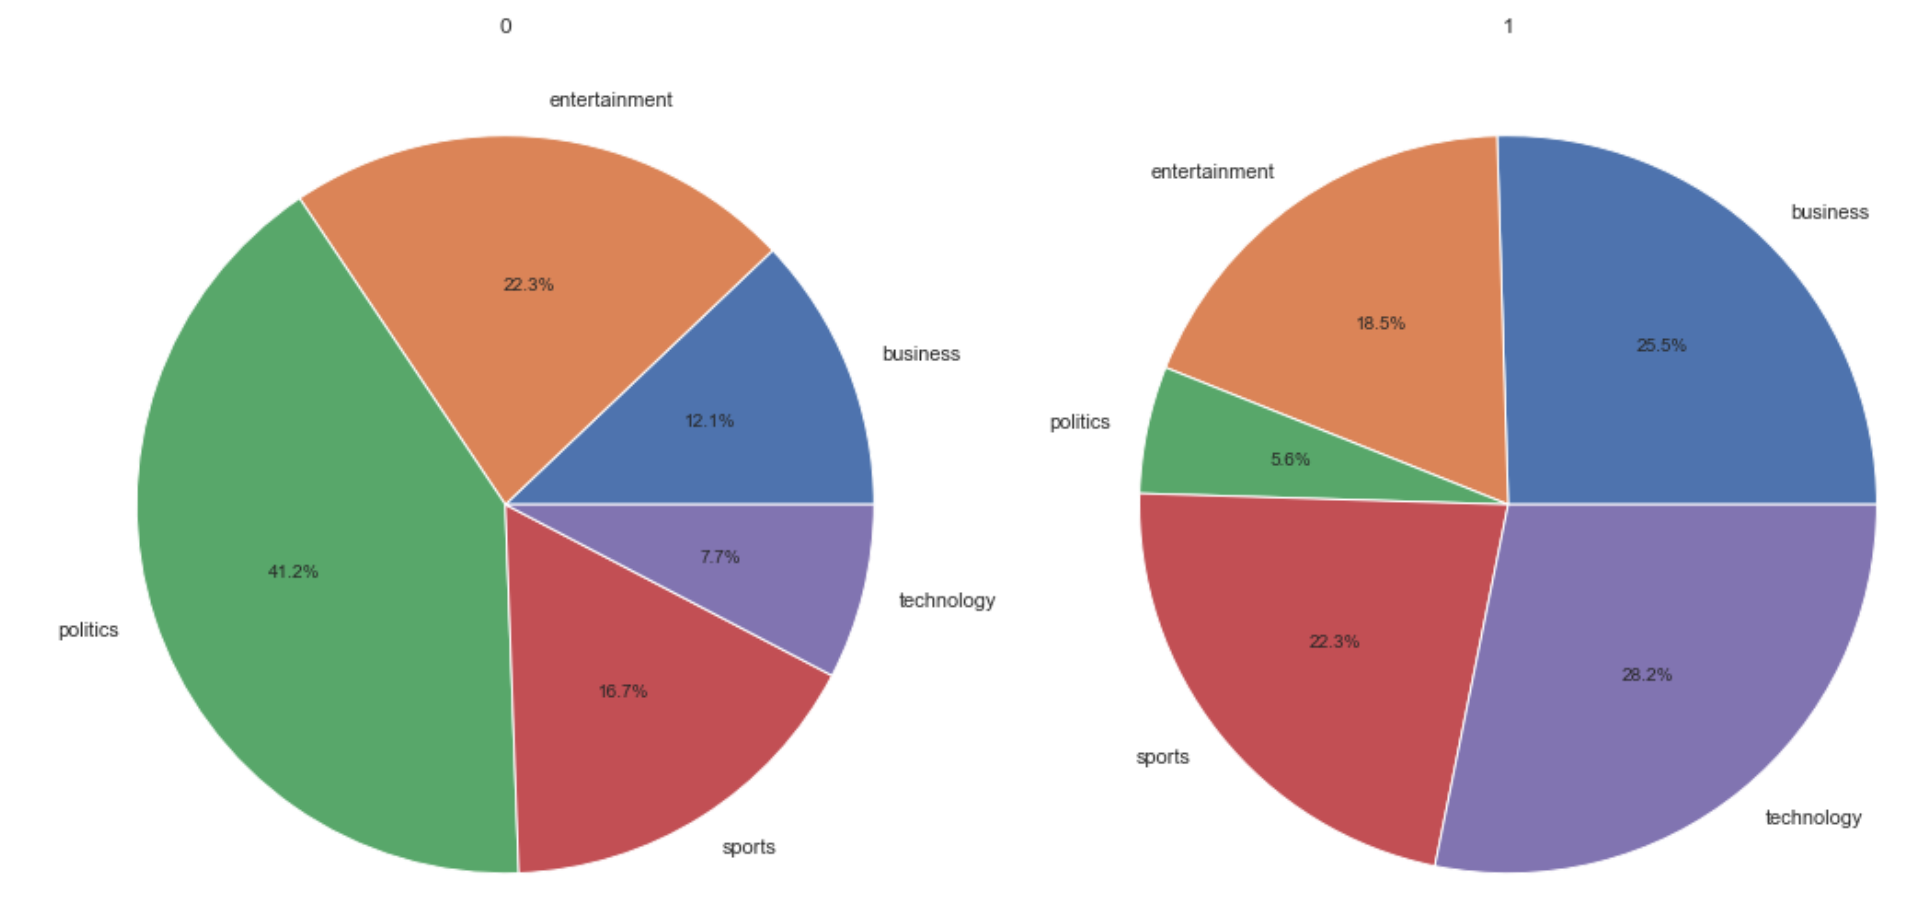 0
entertainment
22.3%
business
12.1%
41.2%
politics
7.7%
technology
16.7%
sports
1
entertainment
business
18.5%
25.5%
politics
5.6%
22.3%
28.2%
sports
technology